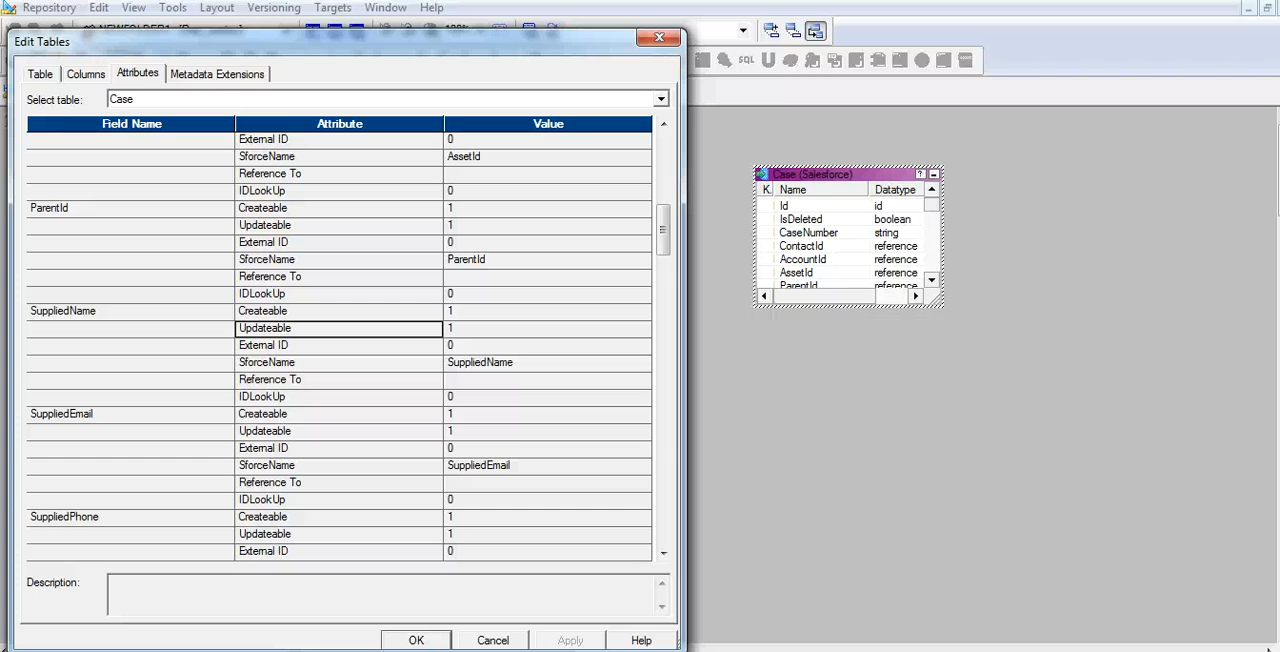 Repository Edit View Tools Layout Targets Versioning Window Help
Edit Tables
Table Columns Attributes Metadata Extensions
Select table: Case
Field Name Attribute Value
External ID 0
SforceName AssetId
Reference To
IDLookUp 0
ParentId Createable 1
Updateable 1
External ID 0
SforceName ParentId
Reference To
IDLookUp 0
SuppliedName Createable 1
Updateable 1
External ID 0
SforceName SuppliedName
Reference To
IDLookUp 0
SuppliedEmail Createable 1
Updateable 1
External ID 0
SforceName SuppliedEmail
Reference To
IDLookUp 0
SuppliedPhone Createable 1
Updateable 1
External ID 0
Description:
OK Cancel Apply Help
SQL
Case (Salesforce)
K. Name Datatype
Id id
IsDeleted boolean
CaseNumber string
ContactId reference
AccountId reference
AssetId reference
ParentId reference